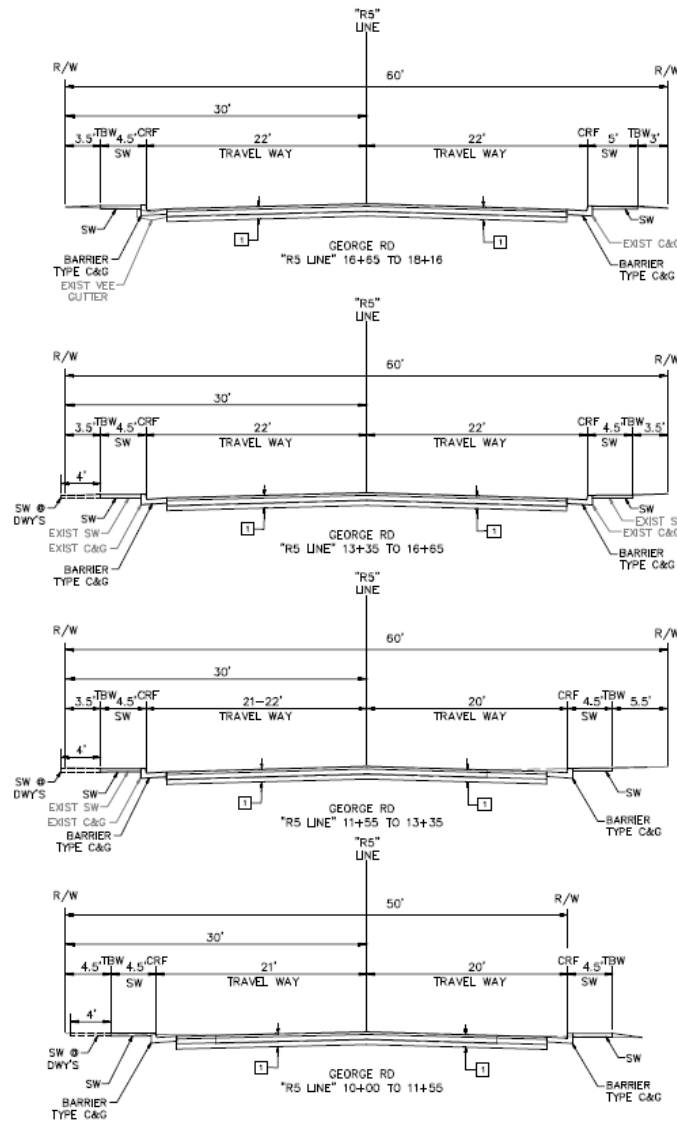 "R5"
LINE
R/W
R/W
60'
30'
3.5' TBW 4.5' CRF 22' 22' CRF 5' TBW 3'
SW TRAVEL WAY TRAVEL WAY SW
SW
SW
BARRIER
TYPE C&G
EXIST VEE
GUTTER
1
1
EXIST C&G
BARRIER
TYPE C&G
GEORGE RD
"R5 LINE" 16+65 TO 18+16
"R5"
LINE
R/W
R/W
60'
30'
3.5' TBW 4.5' CRF 22' 22' CRF 4.5' TBW 3.5'
SW TRAVEL WAY TRAVEL WAY SW
4'
SW @
DWY'S
SW
EXIST SW
EXIST C&G
BARRIER
TYPE C&G
1
1
SW
EXIST S
EXIST C&G
BARRIER
TYPE C&G
GEORGE RD
"R5 LINE" 13+35 TO 16+65
"R5"
LINE
R/W
R/W
60'
30'
3.5' TBW 4.5' CRF 21-22' 20' CRF 4.5' TBW 5.5'
SW TRAVEL WAY TRAVEL WAY SW
4'
SW @
DWY'S
SW
EXIST SW
EXIST C&G
BARRIER
TYPE C&G
1
1
SW
BARRIER
TYPE C&G
GEORGE RD
"R5 LINE" 11+55 TO 13+35
"R5"
LINE
R/W
R/W
50'
30'
4.5' TBW 4.5' CRF 21' 20' CRF 4.5' TBW
SW TRAVEL WAY TRAVEL WAY SW
4'
SW @
DWY'S
SW
BARRIER
TYPE C&G
1
1
SW
BARRIER
TYPE C&G
GEORGE RD
"R5 LINE" 10+00 TO 11+55